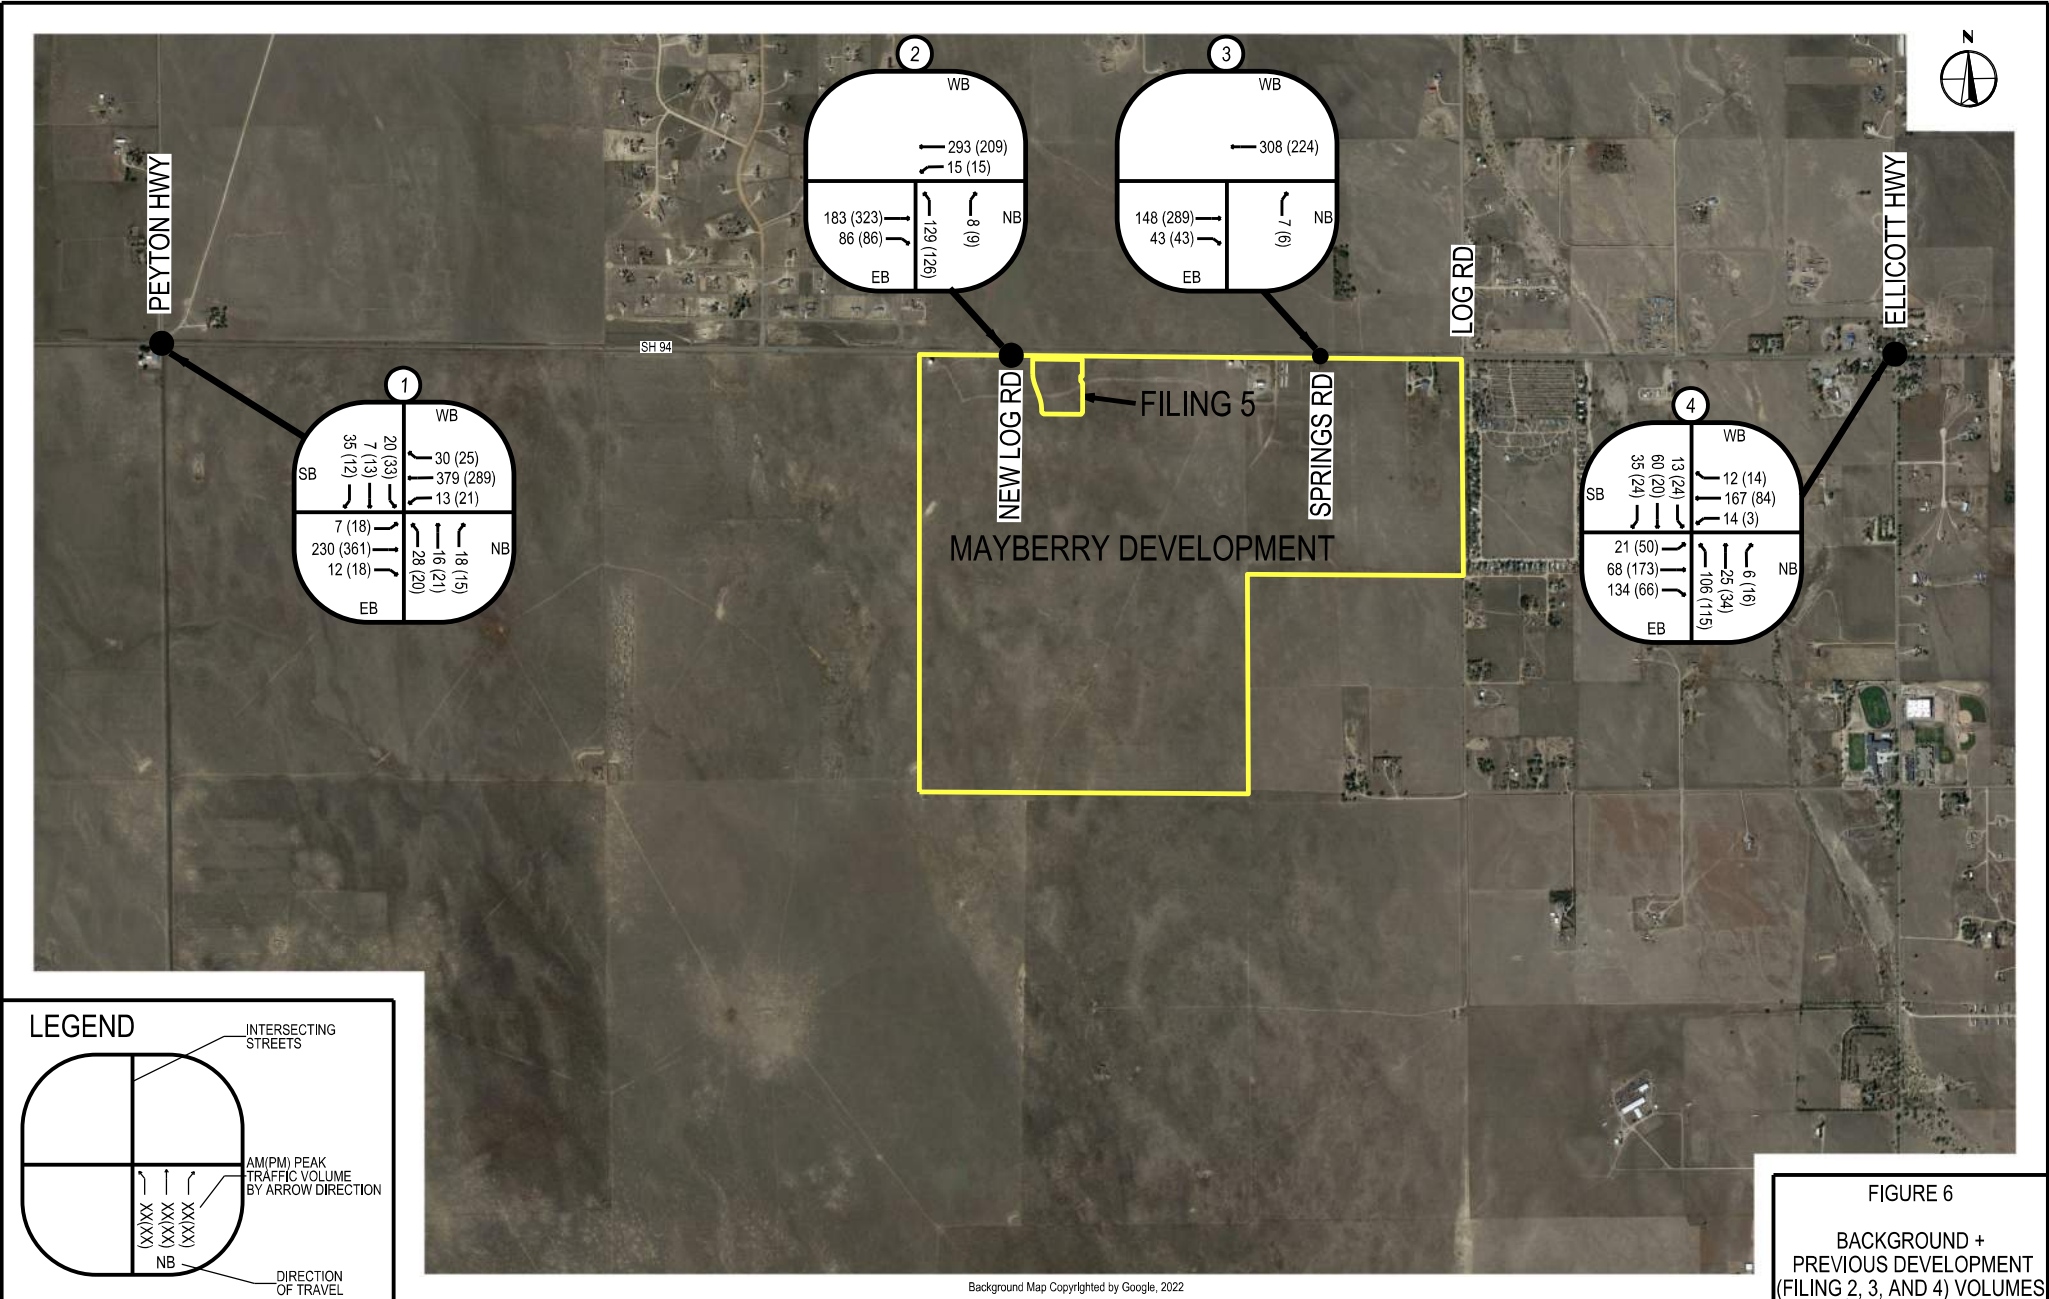 N
2
WB
293 (209)
15 (15)
183 (323)
86 (86)
129 (126)
8 (9)
NB
EB
3
WB
308 (224)
148 (289)
43 (43)
7 (6)
NB
EB
PEYTON HWY
SH 94
LOG RD
ELLICOTT HWY
NEW LOG RD
FILING 5
SPRINGS RD
MAYBERRY DEVELOPMENT
1
WB
SB
35 (12)
7 (13)
20 (33)
30 (25)
379 (289)
13 (21)
7 (18)
230 (361)
12 (18)
28 (20)
16 (21)
18 (15)
NB
EB
4
WB
SB
35 (24)
60 (20)
13 (24)
12 (14)
167 (84)
14 (3)
21 (50)
68 (173)
134 (66)
106 (115)
25 (34)
6 (16)
NB
EB
LEGEND
INTERSECTING
STREETS
AM(PM) PEAK
TRAFFIC VOLUME
BY ARROW DIRECTION
XX(XX)
XX(XX)
XX(XX)
NB
DIRECTION
OF TRAVEL
Background Map Copyrighted by Google, 2022
FIGURE 6
BACKGROUND +
PREVIOUS DEVELOPMENT
(FILING 2, 3, AND 4) VOLUMES